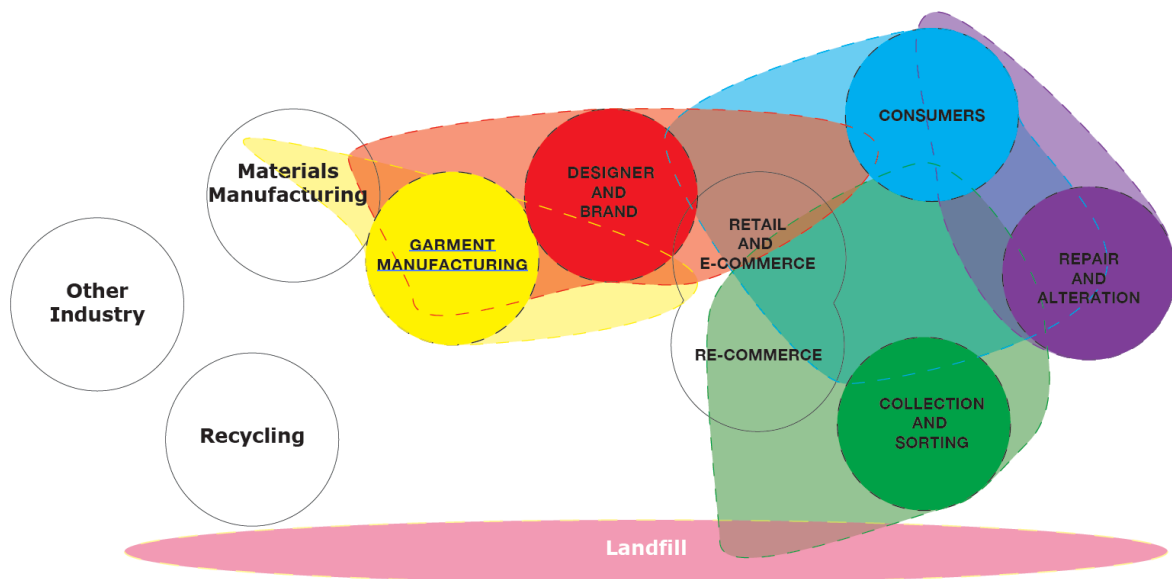 CONSUMERS
Materials
Manufacturing
DESIGNER
AND
BRAND
RETAIL
AND
E-COMMERCE
GARMENT
MANUFACTURING
REPAIR
AND
ALTERATION
Other
Industry
RE-COMMERCE
COLLECTION
AND
SORTING
Recycling
Landfill